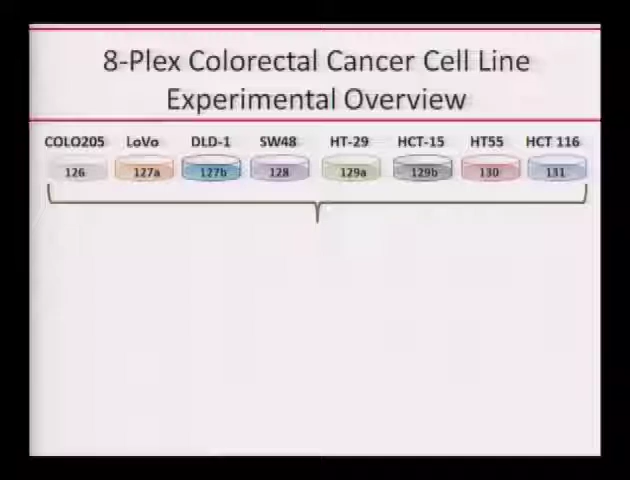 8-Plex Colorectal Cancer Cell Line
Experimental Overview
COLO205 LoVo DLD-1 SW48 HT-29 HCT-15 HT55 HCT 116
126 127a 127b 128 129a 129b 130 131